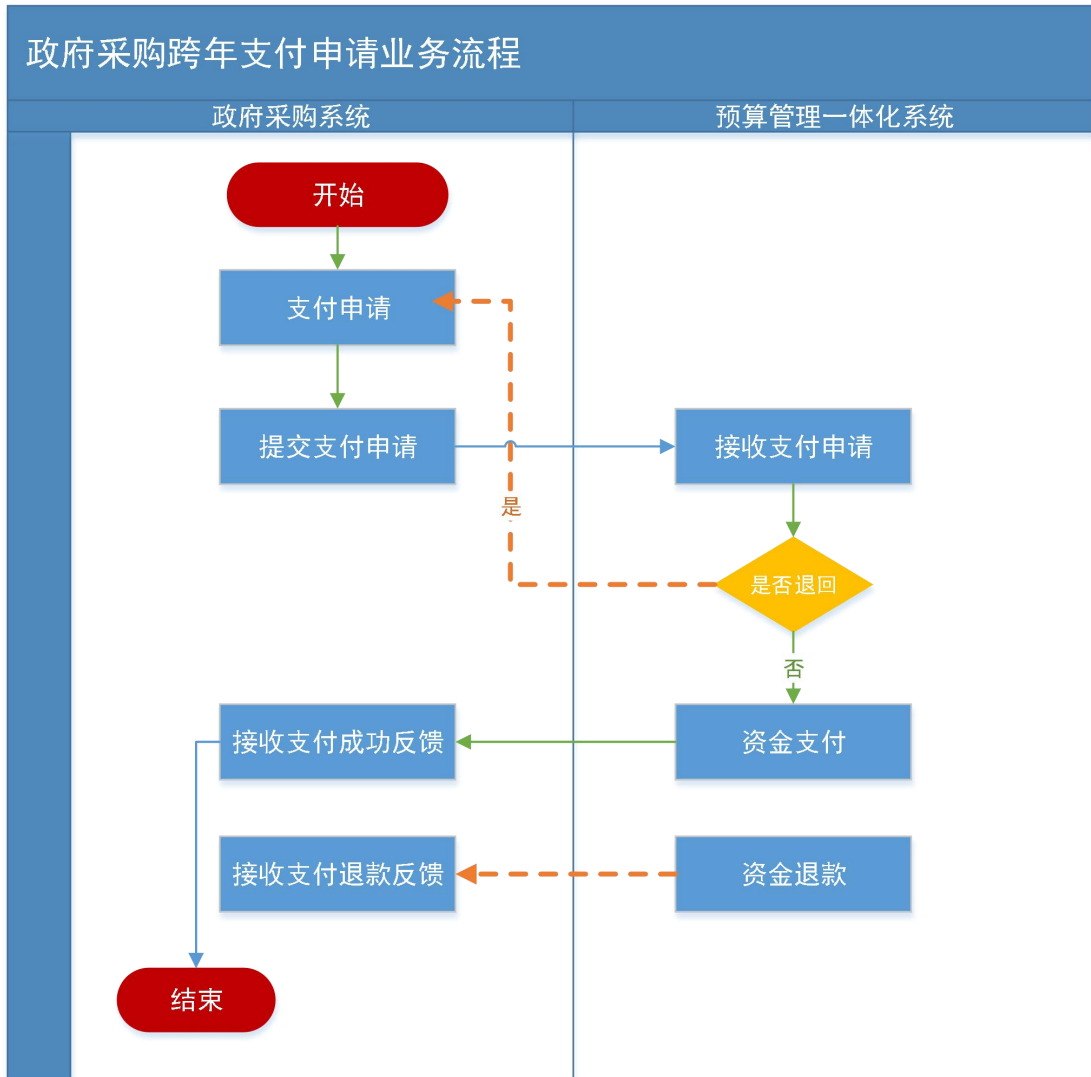 政府采购跨年支付申请业务流程
政府采购系统
预算管理一体化系统
开始
支付申请
提交支付申请
接收支付申请
是
是否退回
否
接收支付成功反馈
资金支付
接收支付退款反馈
资金退款
结束